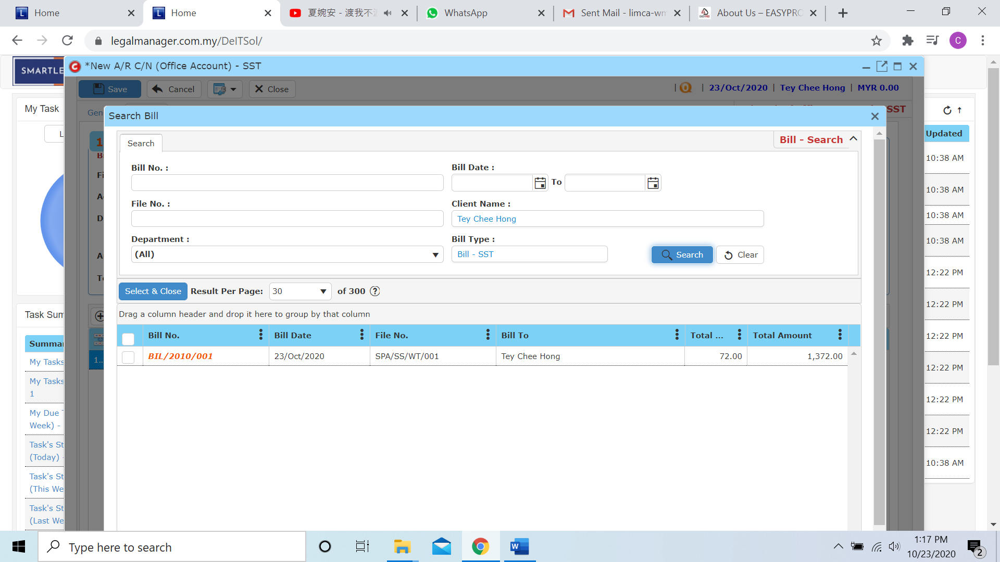 Home
Home
夏婉安 - 渡我不
WhatsApp
Sent Mail - limca-wm
About Us – EASYPRO
legalmanager.com.my/DeITSol/
C
SMARTLE
*New A/R C/N (Office Account) - SST
Save
Cancel
Close
| 23/Oct/2020 | Tey Chee Hong | MYR 0.00
My Task
Gen
SST
Search Bill
Search
Bill - Search
Updated
Bill No. :
Bill Date :
To
File No. :
Client Name :
Tey Chee Hong
Department :
(All)
Bill Type :
Bill - SST
Search
Clear
Select & Close
Result Per Page:
30
of 300
Drag a column header and drop it here to group by that column
Bill No.
Bill Date
File No.
Bill To
Total ...
Total Amount
BIL/2010/001
23/Oct/2020
SPA/SS/WT/001
Tey Chee Hong
72.00
1,372.00
1..
Task Sum
Summar
My Tasks
My Tasks
1
My Due T
Week) -
Task's St
(Today) -
Task's St
(This We
Task's St
(Last We
10:38 AM
10:38 AM
10:38 AM
10:38 AM
12:22 PM
12:22 PM
12:22 PM
12:22 PM
12:22 PM
12:22 PM
10:38 AM
Type here to search
1:17 PM
10/23/2020
2